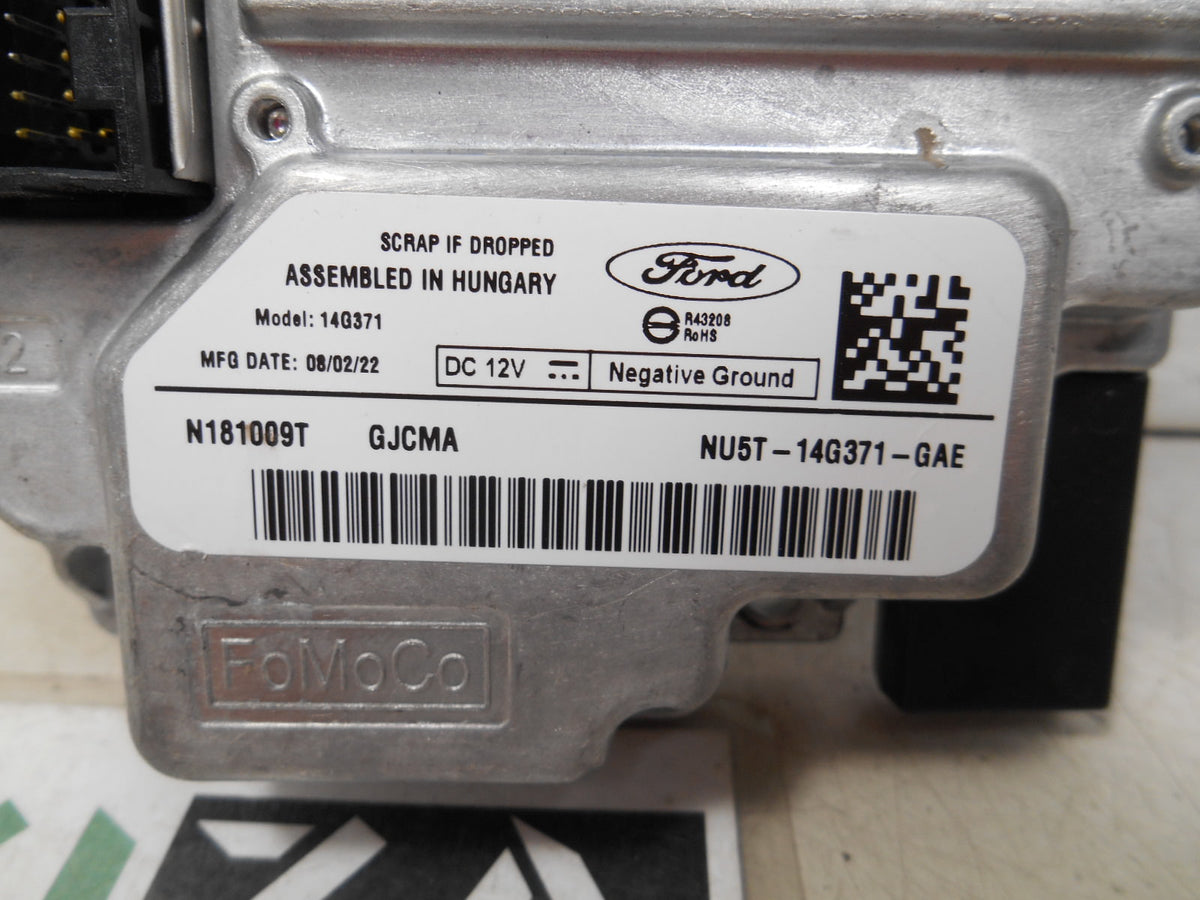 SCRAP IF DROPPED
ASSEMBLED IN HUNGARY
Ford
Model: 14G371
R43208
RoHS
MFG DATE: 08/02/22
DC 12V
Negative Ground
N181009T GJCMA NU5T-14G371-GAE
FoMoCo
2